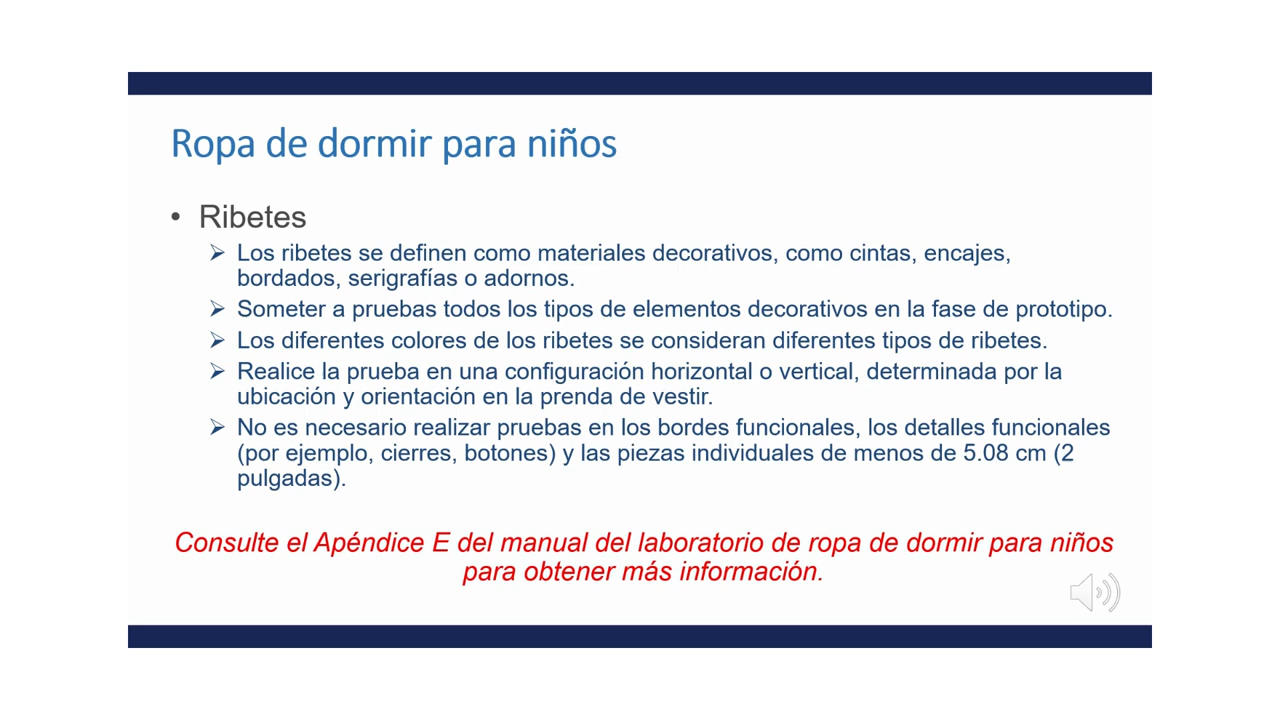 Ropa de dormir para niños
• Ribetes
➢ Los ribetes se definen como materiales decorativos, como cintas, encajes,
bordados, serigrafías o adornos.
➢ Someter a pruebas todos los tipos de elementos decorativos en la fase de prototipo.
➢ Los diferentes colores de los ribetes se consideran diferentes tipos de ribetes.
➢ Realice la prueba en una configuración horizontal o vertical, determinada por la
ubicación y orientación en la prenda de vestir.
➢ No es necesario realizar pruebas en los bordes funcionales, los detalles funcionales
(por ejemplo, cierres, botones) y las piezas individuales de menos de 5.08 cm (2
pulgadas).
Consulte el Apéndice E del manual del laboratorio de ropa de dormir para niños
para obtener más información.